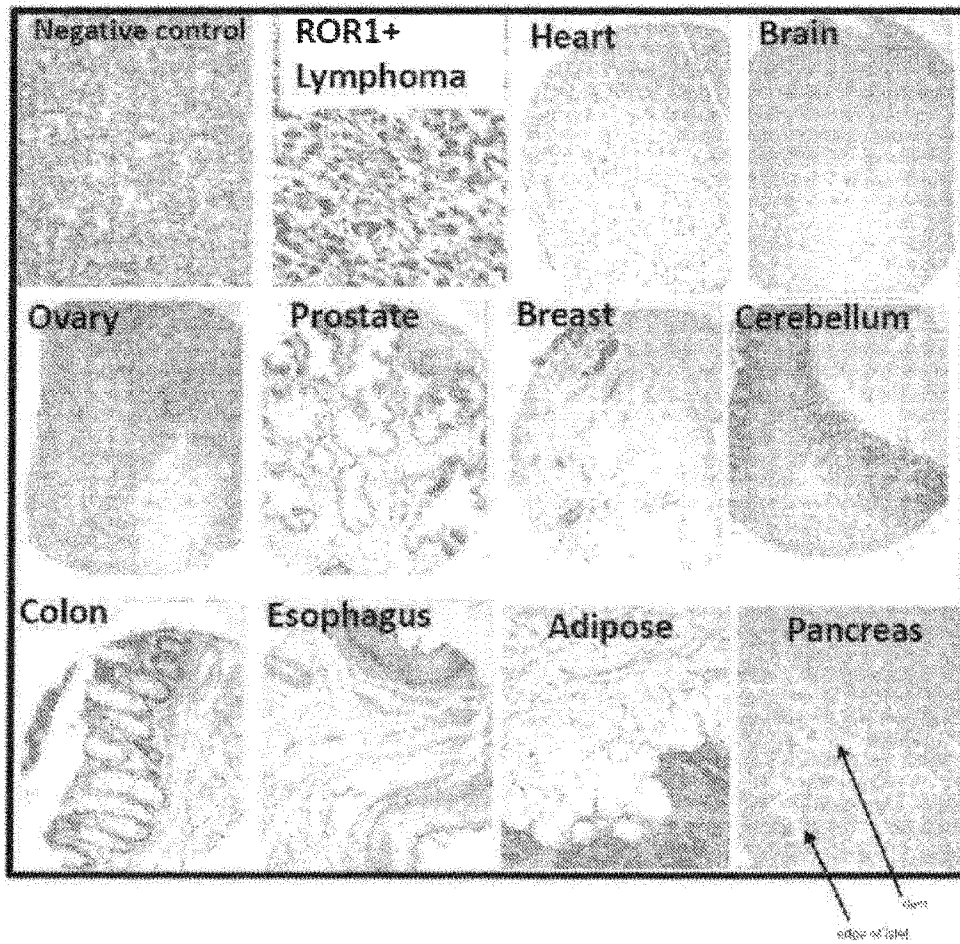 Negative control
ROR1+
Lymphoma
Heart
Brain
Ovary
Prostate
Breast
Cerebellum
Colon
Esophagus
Adipose
Pancreas
edge of islet